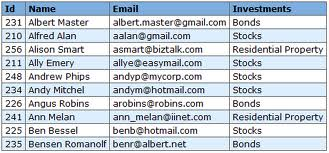 Id Name Email Investments
231 Albert Master albert.master@gmail.com Bonds
210 Alfred Alan aalan@gmail.com Stocks
256 Alison Smart asmart@biztalk.com Residential Property
211 Ally Emery allye@easymail.com Stocks
248 Andrew Phips andyp@mycorp.com Stocks
234 Andy Mitchel andym@hotmail.com Stocks
226 Angus Robins arobins@robins.com Bonds
241 Ann Melan ann_melan@iinet.com Residential Property
225 Ben Bessel benb@hotmail.com Stocks
235 Bensen Romanolf benr@albert.net Bonds